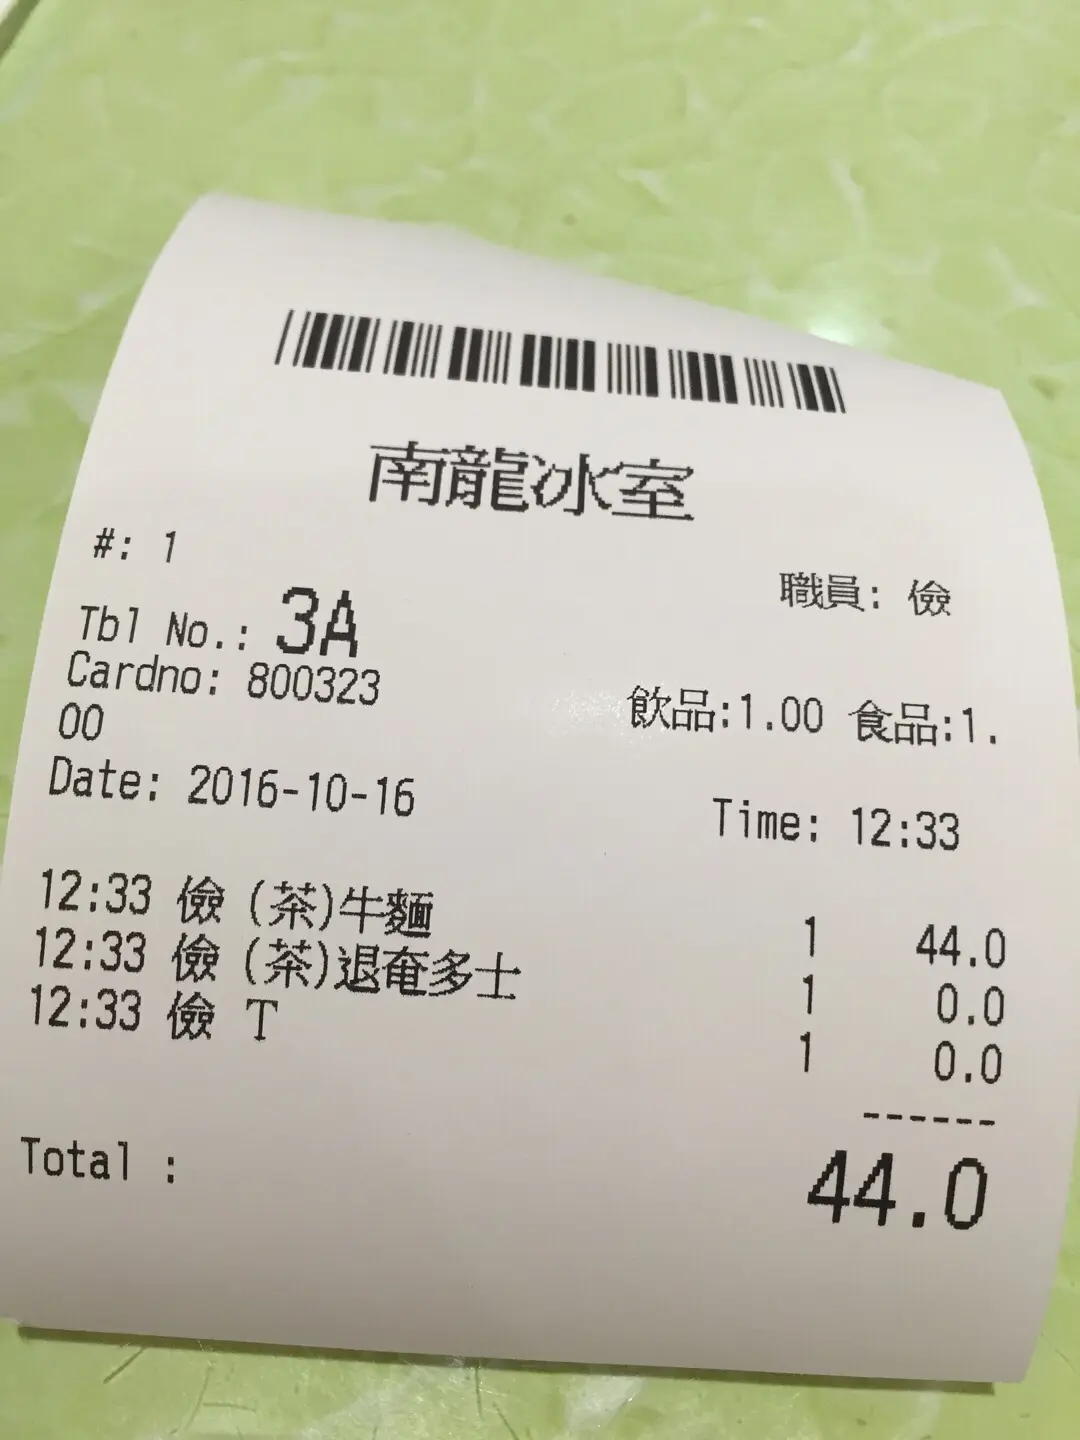 南龍冰室
#: 1
職員: 儉
Tbl No.: 3A
Cardno: 800323 飲品:1.00 食品:1.
00
Date: 2016-10-16 Time: 12:33
12:33 儉 (茶)牛麵 1 44.0
12:33 儉 (茶)退奄多士 1 0.0
12:33 儉 T 1 0.0
------
Total : 44.0